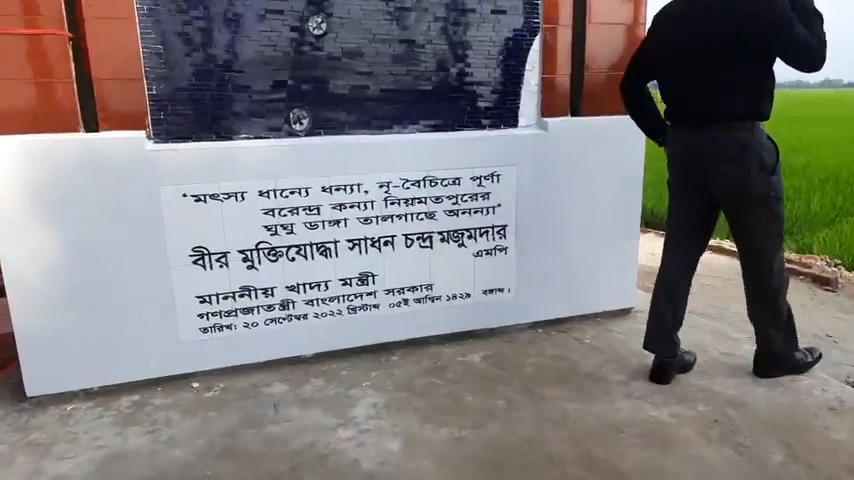 "মৎস্য ধান্যে ধন্যা, নৃ-বৈচিত্রে পূর্ণা
বরেন্দ্র কন্যা নিয়ামতপুরের
ঘুঘু ডাঙ্গা তালগাছে অনন্যা"
বীর মুক্তিযোদ্ধা সাধন চন্দ্র মজুমদার
এমপি
মাননীয় খাদ্য মন্ত্রী
গণপ্রজাতন্ত্রী বাংলাদেশ সরকার
তারিখ: ২০ সেপ্টেম্বর ২০২২ খ্রিস্টাব্দ ০৫ই আশ্বিন ১৪২৯ বঙ্গাব্দ।